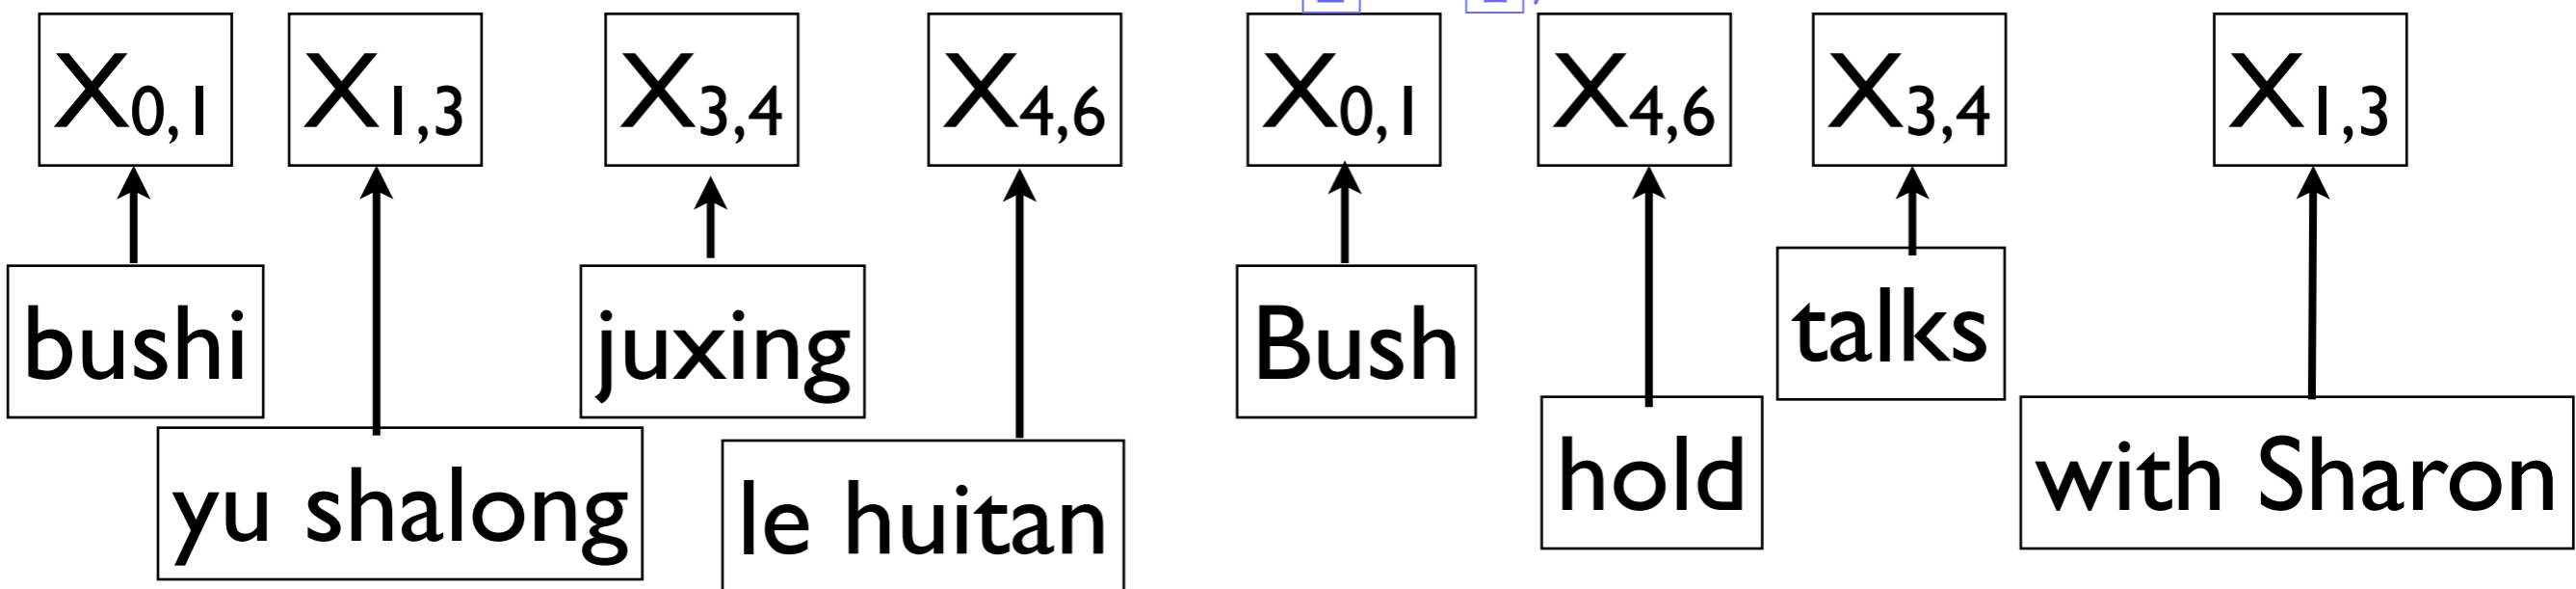 X0,1 X1,3 X3,4 X4,6 X0,1 X4,6 X3,4 X1,3
bushi juxing Bush talks
yu shalong le huitan hold with Sharon